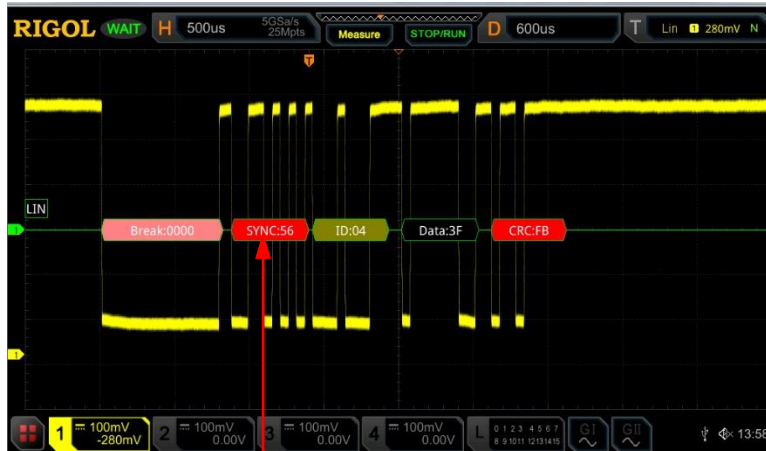 RIGOL WAIT H 500us 5GSa/s 25Mpts Measure STOP/RUN D 600us T Lin 1 280mV N
T
LIN
1 Break:0000 SYNC:56 ID:04 Data:3F CRC:FB
1
1 100mV -280mV 2 100mV 0.00V 3 100mV 0.00V 4 100mV 0.00V L 0 1 2 3 4 5 6 7 8 9 10 11 12 13 14 15 GI GII 13:58